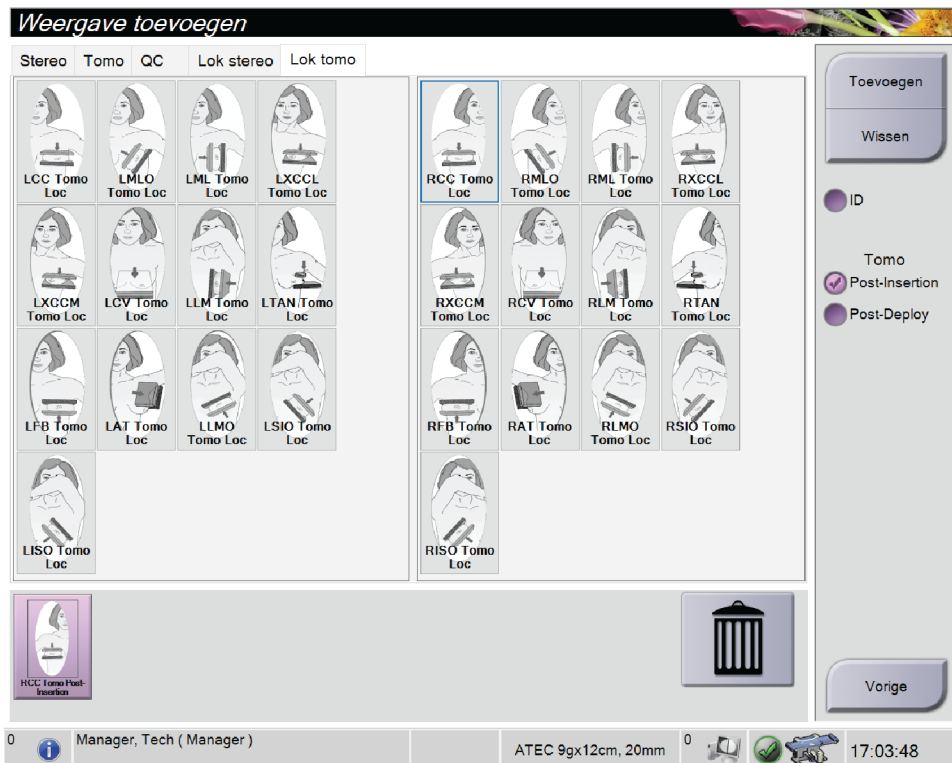 Weergave toevoegen
Stereo Tomo QC Lok stereo Lok tomo
LCC Tomo
Loc
LMLO
Tomo Loc
LML Tomo
Loc
LXCCL
Tomo Loc
LXCCM
Tomo Loc
LCV Tomo
Loc
LLM Tomo
Loc
LTAN Tomo
Loc
LFB Tomo
Loc
LAT Tomo
Loc
LLMO
Tomo Loc
LSIO Tomo
Loc
LISO Tomo
Loc
RCC Tomo
Loc
RMLO
Tomo Loc
RML Tomo
Loc
RXCCL
Tomo Loc
RXCCM
Tomo Loc
RCV Tomo
Loc
RLM Tomo
Loc
RTAN
Tomo Loc
RFB Tomo
Loc
RAT Tomo
Loc
RLMO
Tomo Loc
RSIO Tomo
Loc
RISO Tomo
Loc
Toevoegen
Wissen
ID
Tomo
Post-Insertion
Post-Deploy
RCC Tomo Post-
Insertion
Vorige
0 Manager, Tech ( Manager ) ATEC 9gx12cm, 20mm 0 17:03:48